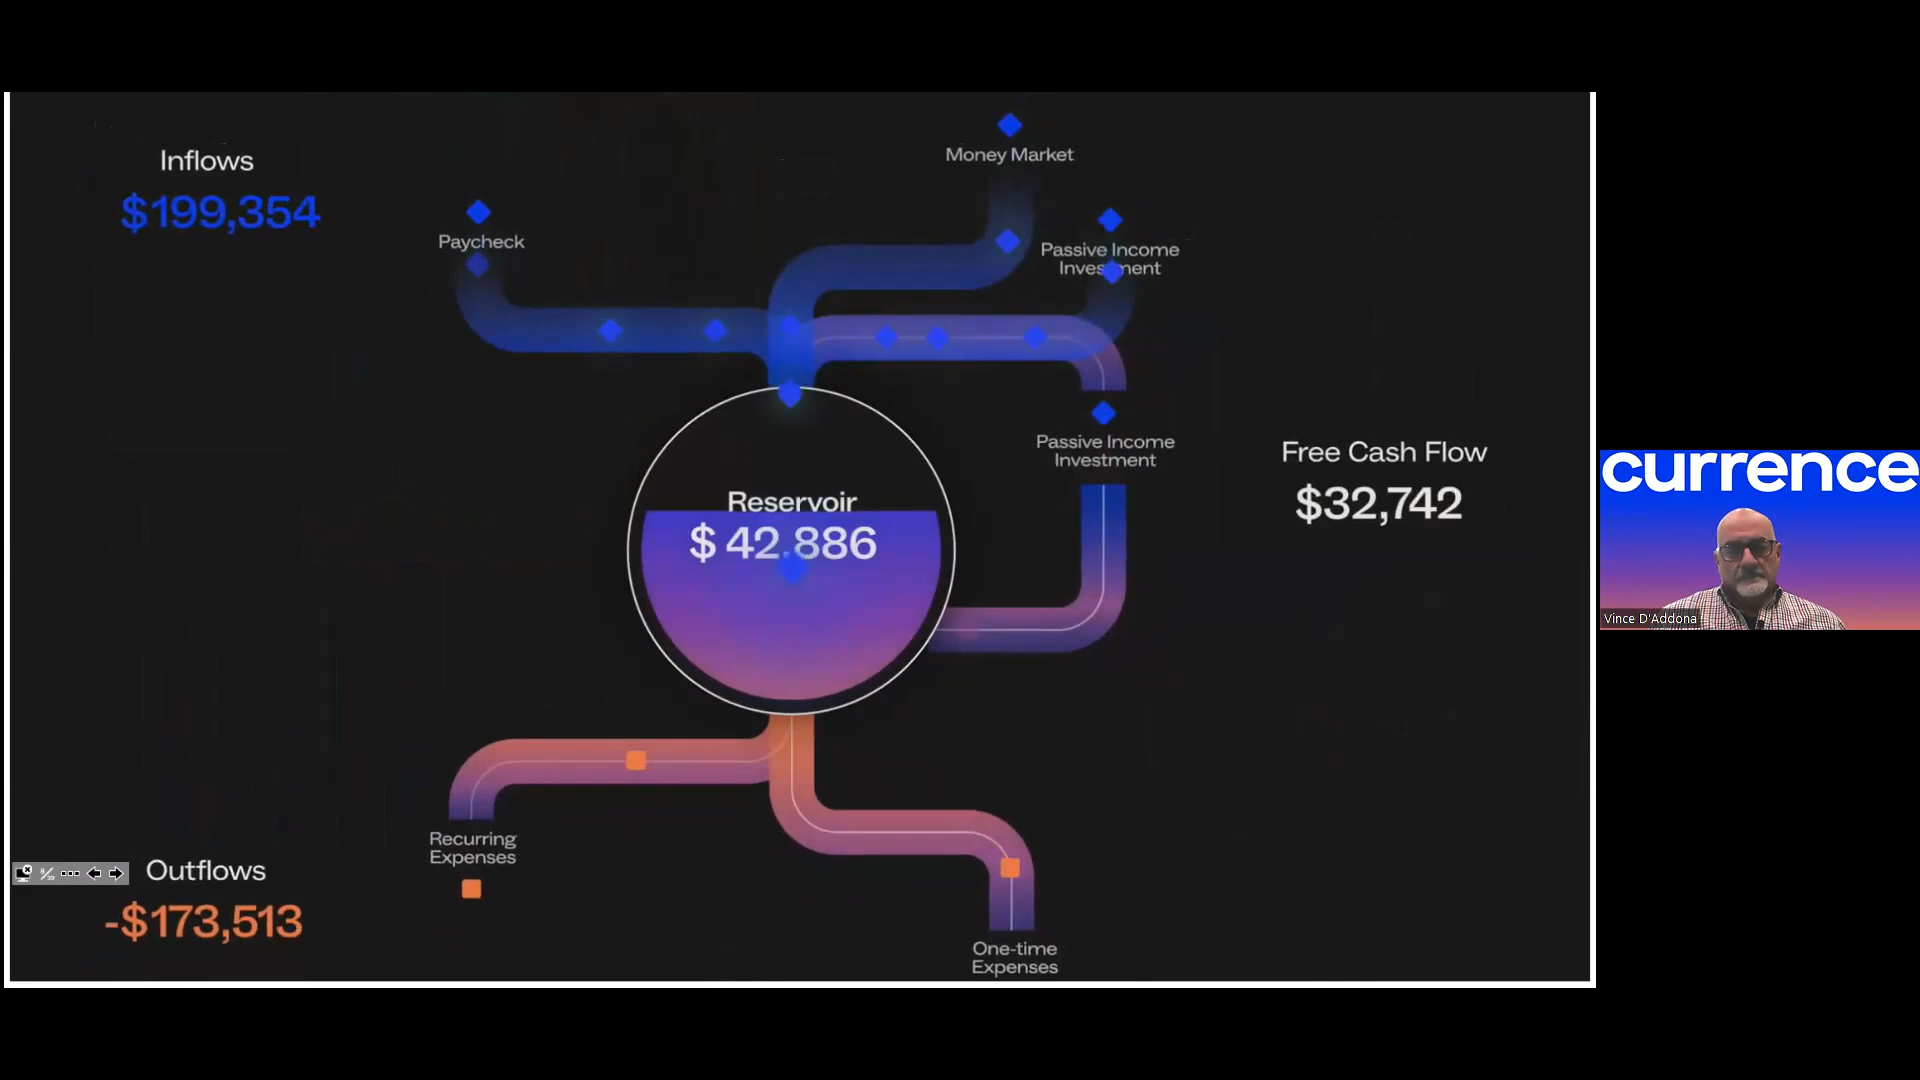 Inflows
$199,354
Money Market
Paycheck
Passive Income
Investment
Passive Income
Investment
Reservoir
$ 42,886
Free Cash Flow
$32,742
currence
Vince D'Addona
Recurring
Expenses
Outflows
-$173,513
One-time
Expenses